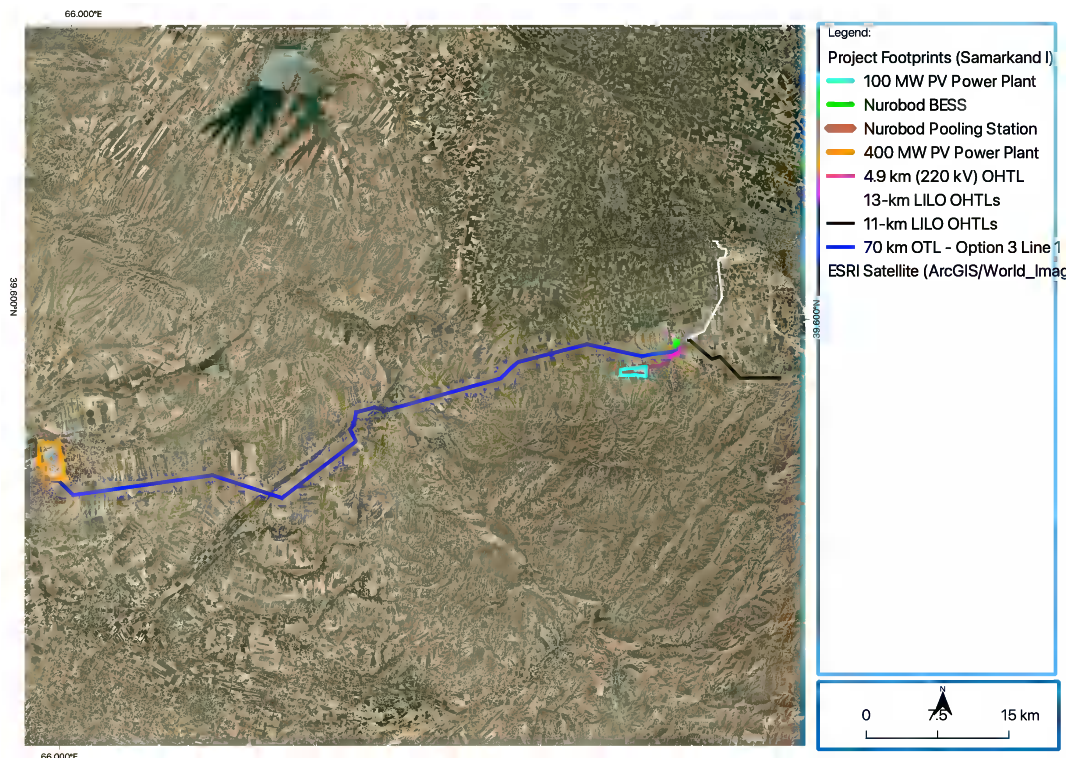 66.000°E
Legend:
Project Footprints (Samarkand I)
100 MW PV Power Plant
Nurobod BESS
Nurobod Pooling Station
400 MW PV Power Plant
4.9 km (220 kV) OHTL
13-km LILO OHTLs
11-km LILO OHTLs
70 km OTL - Option 3 Line 1
ESRI Satellite (ArcGIS/World_Imag
39.600°N
39.600°N
N
0 7.5 15 km
66.000°E